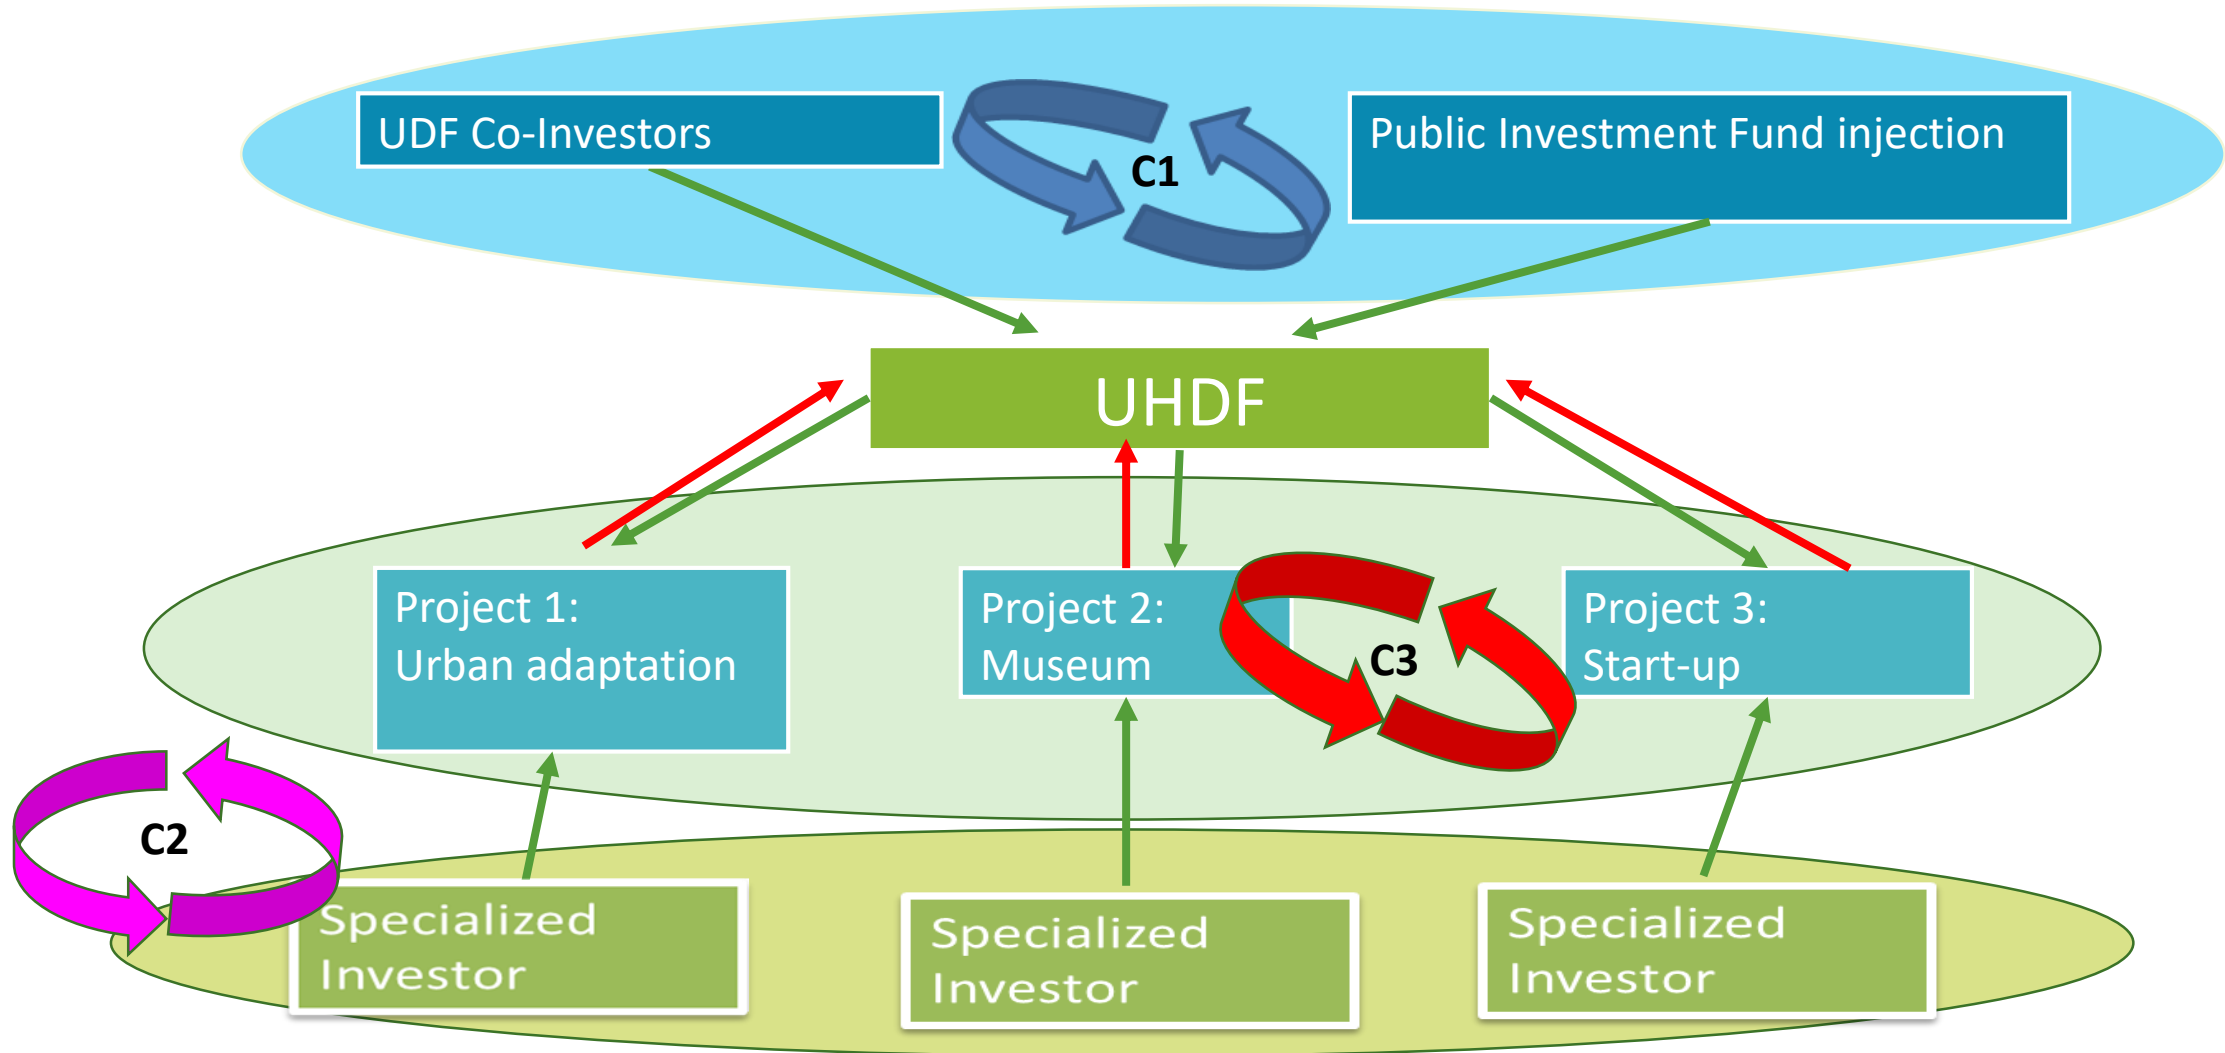 UDF Co-Investors
C1
Public Investment Fund injection
UHDF
Project 1:
Urban adaptation
Project 2:
Museum
C3
Project 3:
Start-up
C2
Specialized
Investor
Specialized
Investor
Specialized
Investor